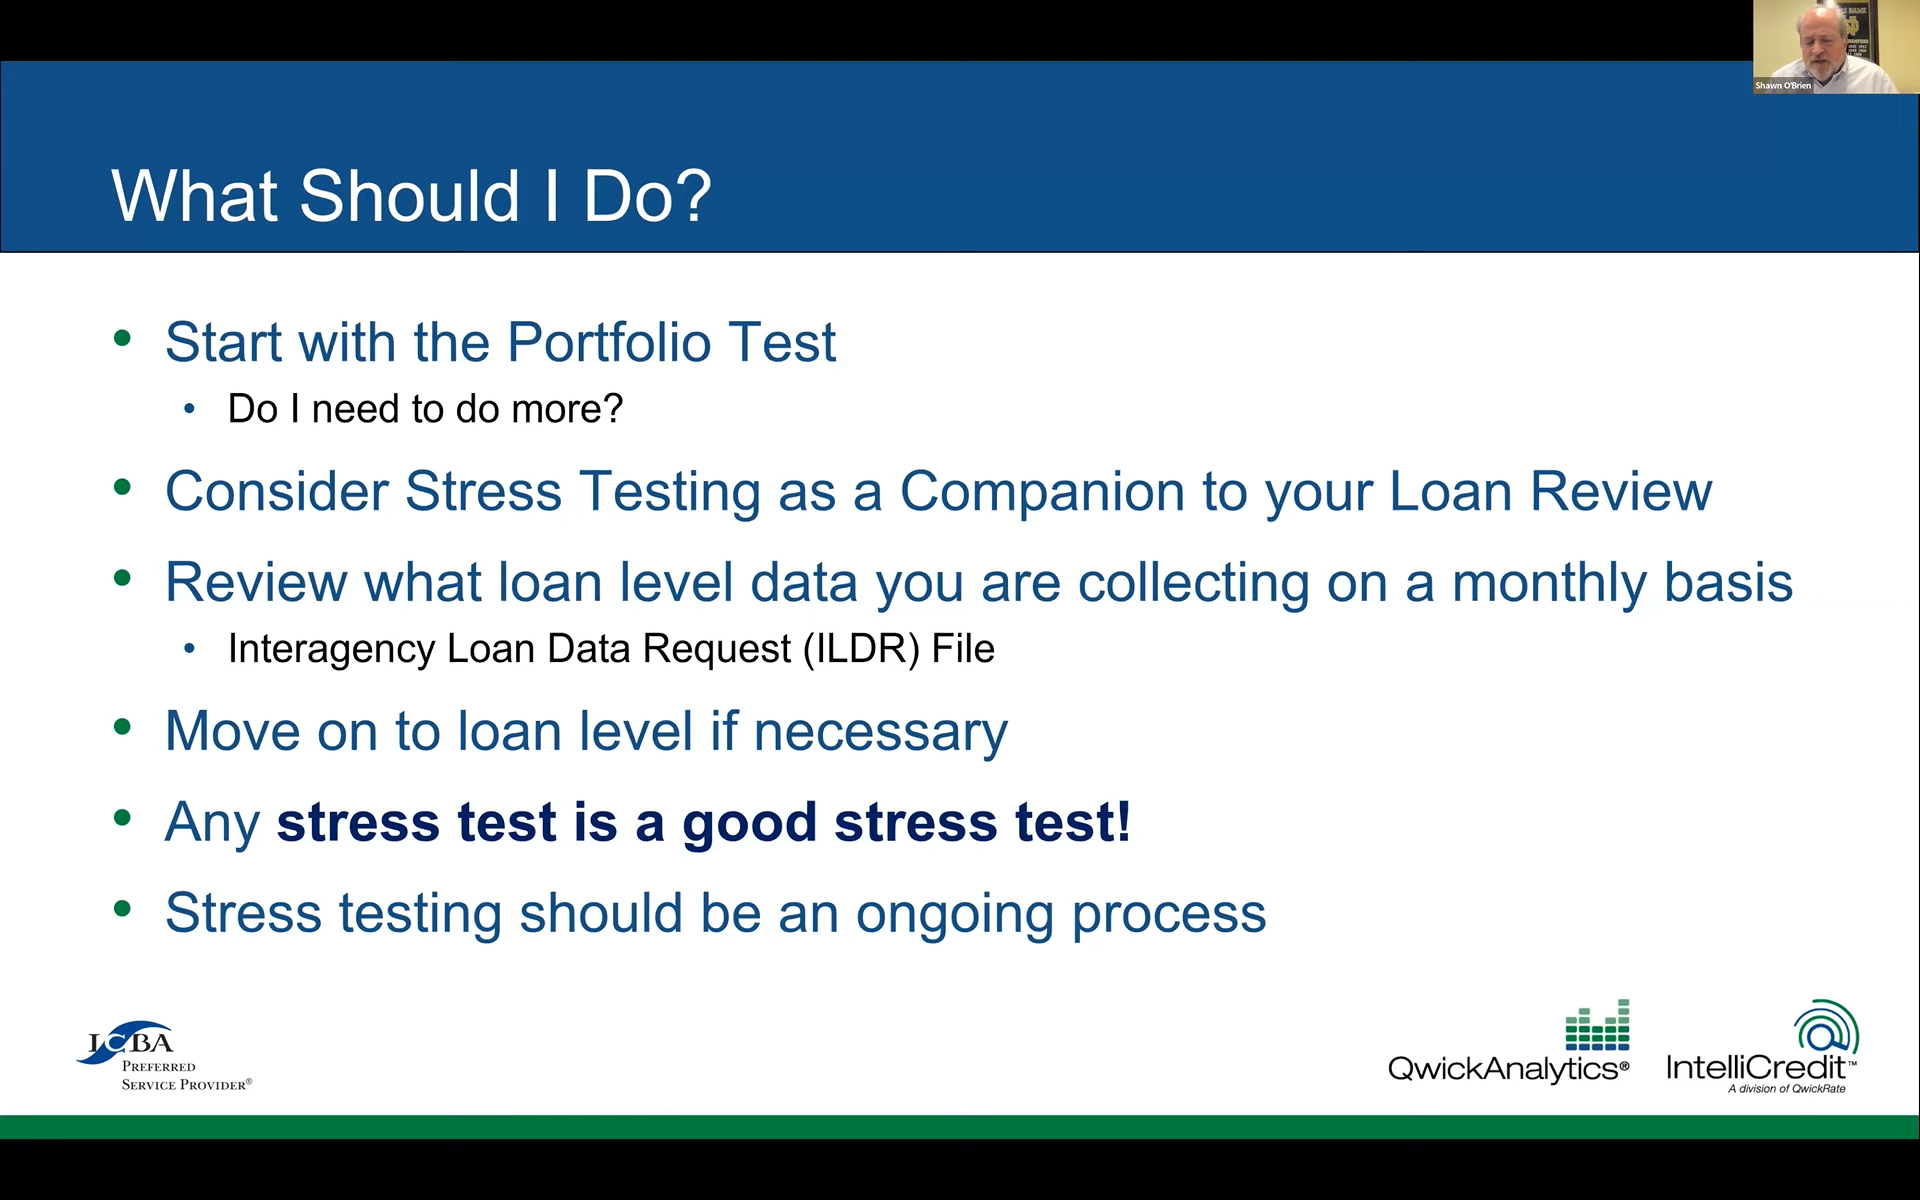 Shawn O'Brien
What Should I Do?
• Start with the Portfolio Test
• Do I need to do more?
• Consider Stress Testing as a Companion to your Loan Review
• Review what loan level data you are collecting on a monthly basis
• Interagency Loan Data Request (ILDR) File
• Move on to loan level if necessary
• Any stress test is a good stress test!
• Stress testing should be an ongoing process
ICBA
PREFERRED
SERVICE PROVIDER®
QwickAnalytics®
IntelliCredit™
A division of QwickRate